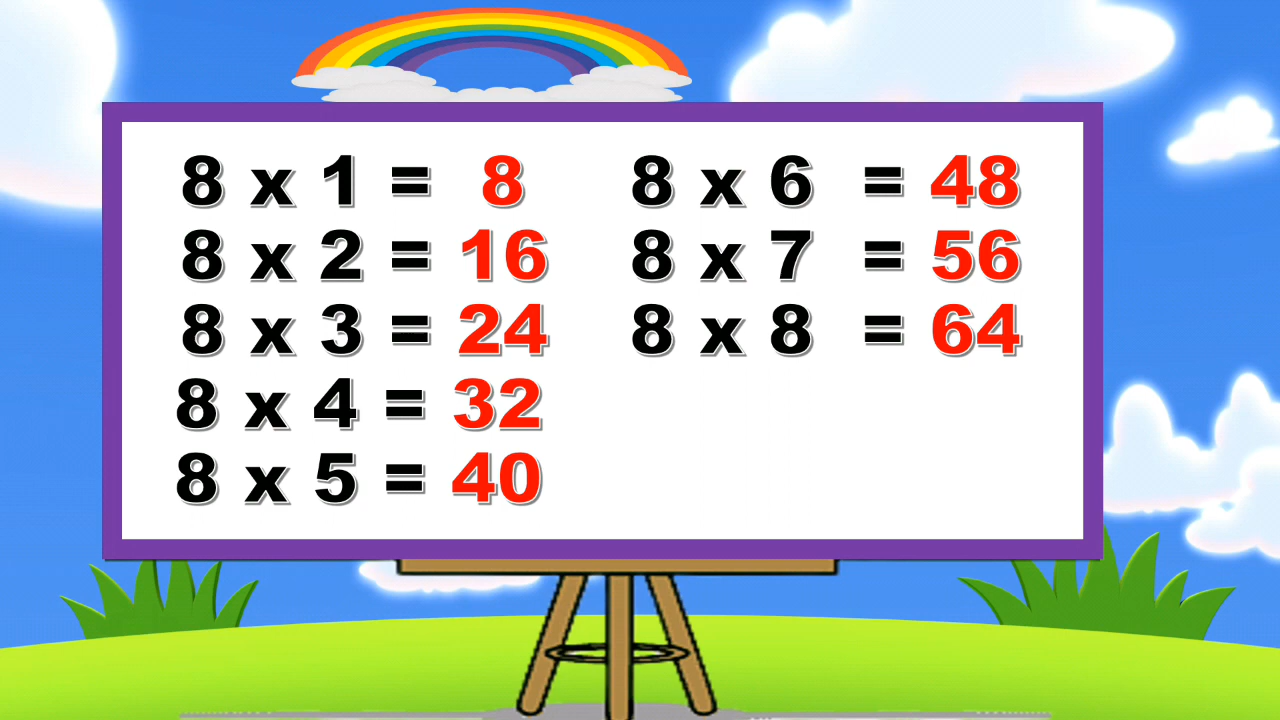 8 x 1 = 8
8 x 2 = 16
8 x 3 = 24
8 x 4 = 32
8 x 5 = 40
8 x 6 = 48
8 x 7 = 56
8 x 8 = 64